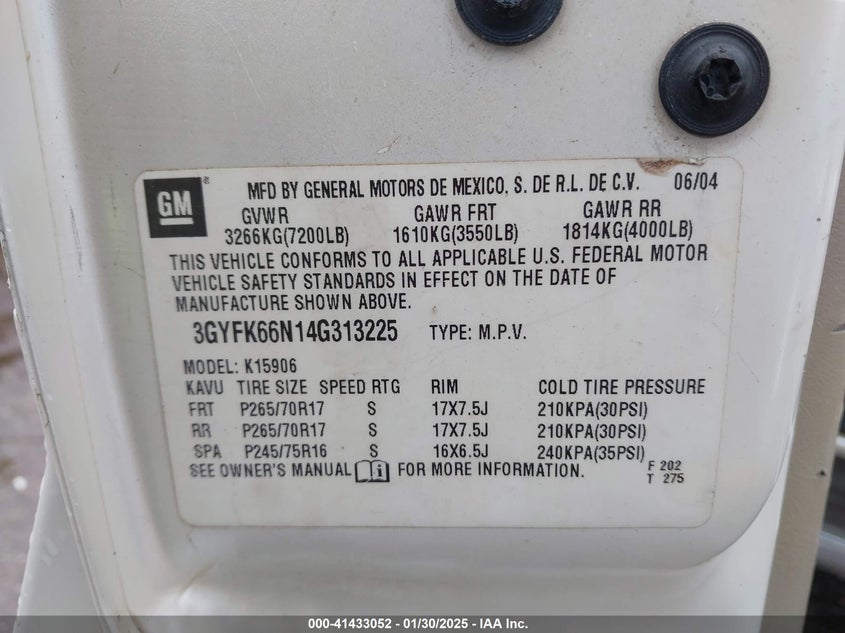 GM ® MFD BY GENERAL MOTORS DE MEXICO, S. DE R.L. DE C.V. 06/04
GVWR GAWR FRT GAWR RR
3266KG(7200LB) 1610KG(3550LB) 1814KG(4000LB)
THIS VEHICLE CONFORMS TO ALL APPLICABLE U.S. FEDERAL MOTOR
VEHICLE SAFETY STANDARDS IN EFFECT ON THE DATE OF
MANUFACTURE SHOWN ABOVE.
3GYFK66N14G313225 TYPE: M.P.V.
MODEL: K15906
KAVU TIRE SIZE SPEED RTG RIM COLD TIRE PRESSURE
FRT P265/70R17 S 17X7.5J 210KPA(30PSI)
RR P265/70R17 S 17X7.5J 210KPA(30PSI)
SPA P245/75R16 S 16X6.5J 240KPA(35PSI)
SEE OWNER'S MANUAL i FOR MORE INFORMATION. F 202
T 275
000-41433052 - 01/30/2025 - IAA Inc.